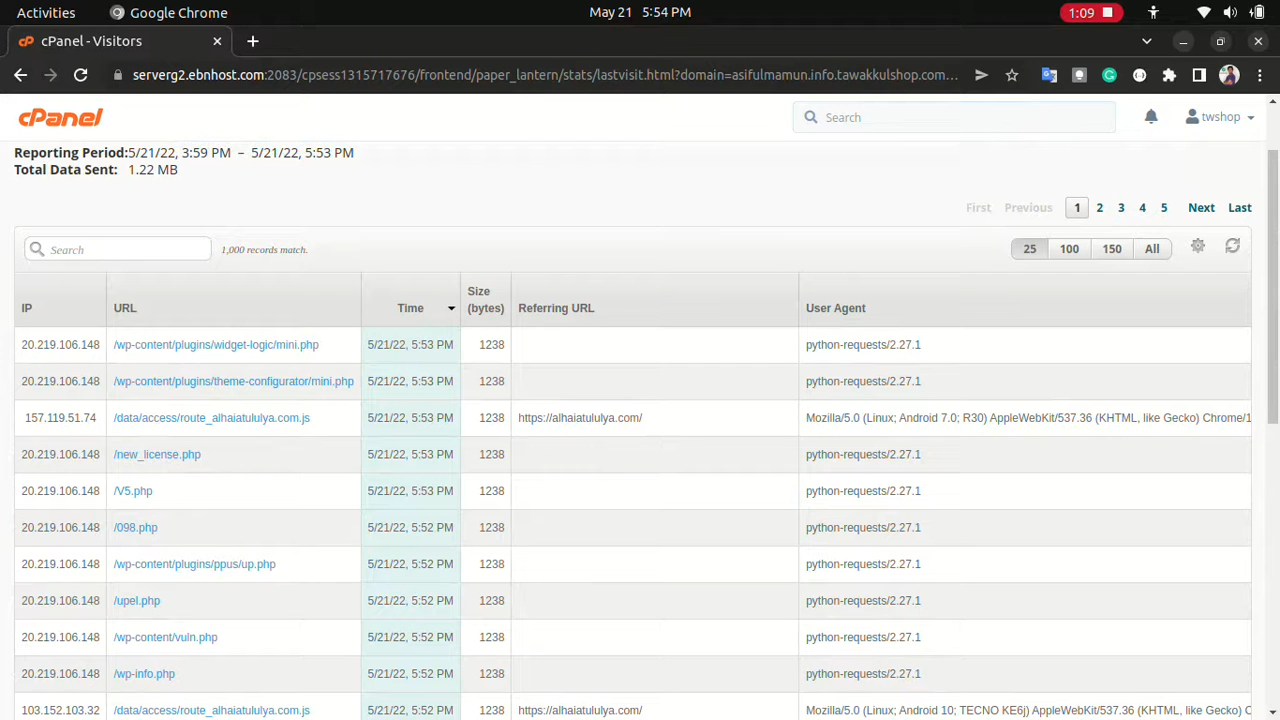 Activities Google Chrome May 21 5:54 PM 1:09
cPanel - Visitors
serverg2.ebnhost.com:2083/cpsess1315717676/frontend/paper_lantern/stats/lastvisit.html?domain=asifulmamun.info.tawakkulshop.com...
cPanel Search twshop
Reporting Period:5/21/22, 3:59 PM – 5/21/22, 5:53 PM
Total Data Sent: 1.22 MB
First Previous 1 2 3 4 5 Next Last
Search 1,000 records match. 25 100 150 All
IP URL Time Size (bytes) Referring URL User Agent
20.219.106.148 /wp-content/plugins/widget-logic/mini.php 5/21/22, 5:53 PM 1238 python-requests/2.27.1
20.219.106.148 /wp-content/plugins/theme-configurator/mini.php 5/21/22, 5:53 PM 1238 python-requests/2.27.1
157.119.51.74 /data/access/route_alhaiatululya.com.js 5/21/22, 5:53 PM 1238 https://alhaiatululya.com/ Mozilla/5.0 (Linux; Android 7.0; R30) AppleWebKit/537.36 (KHTML, like Gecko) Chrome/1
20.219.106.148 /new_license.php 5/21/22, 5:53 PM 1238 python-requests/2.27.1
20.219.106.148 /V5.php 5/21/22, 5:53 PM 1238 python-requests/2.27.1
20.219.106.148 /098.php 5/21/22, 5:52 PM 1238 python-requests/2.27.1
20.219.106.148 /wp-content/plugins/ppus/up.php 5/21/22, 5:52 PM 1238 python-requests/2.27.1
20.219.106.148 /upel.php 5/21/22, 5:52 PM 1238 python-requests/2.27.1
20.219.106.148 /wp-content/vuln.php 5/21/22, 5:52 PM 1238 python-requests/2.27.1
20.219.106.148 /wp-info.php 5/21/22, 5:52 PM 1238 python-requests/2.27.1
103.152.103.32 /data/access/route_alhaiatululya.com.js 5/21/22, 5:52 PM 1238 https://alhaiatululya.com/ Mozilla/5.0 (Linux; Android 10; TECNO KE6j) AppleWebKit/537.36 (KHTML, like Gecko) C